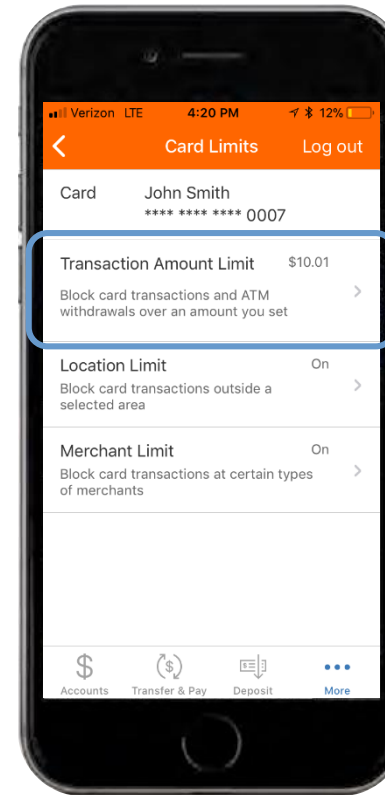 Verizon LTE 4:20 PM 12%
Card Limits Log out
Card John Smith
**** **** **** 0007
Transaction Amount Limit $10.01
Block card transactions and ATM
withdrawals over an amount you set
Location Limit On
Block card transactions outside a
selected area
Merchant Limit On
Block card transactions at certain types
of merchants
Accounts Transfer & Pay Deposit More